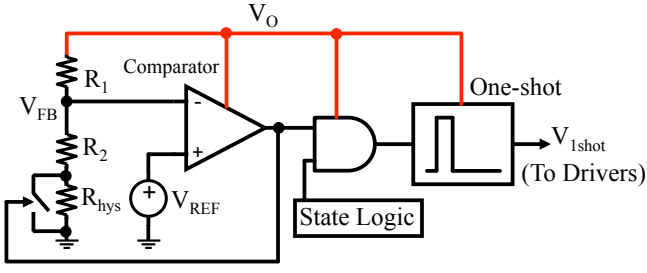 V_O
R_1
Comparator
One-shot
V_FB
-
V_1shot
R_2
+
(To Drivers)
R_hys
+
V_REF
State Logic